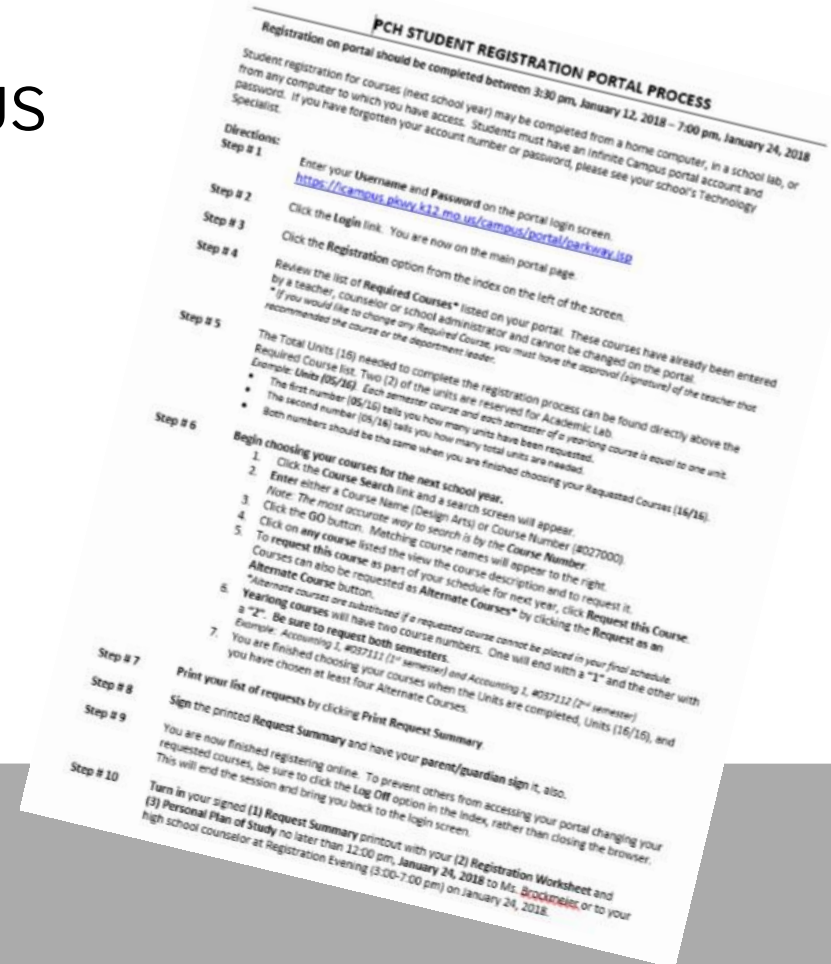 US
PCH STUDENT REGISTRATION PORTAL PROCESS
Registration on portal should be completed between 3:30 pm, January 12, 2018 – 7:00 pm, January 24, 2018
Student registration for courses (next school year) may be completed from a home computer, in a school lab, or
from any computer to which you have access. Students must have an Infinite Campus portal account and
password. If you have forgotten your account number or password, please see your school's Technology
Specialist.
Directions:
Step # 1
Enter your Username and Password on the portal login screen.
https://icampus.pkwy.k12.mo.us/campus/portal/parkway.jsp
Step # 2 Click the Login link. You are now on the main portal page.
Step # 3 Click the Registration option from the index on the left of the screen.
Step # 4 Review the list of Required Courses* listed on your portal. These courses have already been entered
by a teacher, counselor or school administrator and cannot be changed on the portal.
*If you would like to change any Required Course, you must have the approval (signature) of the teacher that
recommended the course or the department leader.
Step # 5 The Total Units (16) needed to complete the registration process can be found directly above the
Required Course list. Two (2) of the units are reserved for Academic Lab.
Example: Units (05/16). Each semester course and each semester of a yearlong course is equal to one unit.
• The first number (05/16) tells you how many units have been requested.
• The second number (05/16) tells you how many total units are needed.
• Both numbers should be the same when you are finished choosing your Requested Courses (16/16).
Step # 6 Begin choosing your courses for the next school year.
1. Click the Course Search link and a search screen will appear.
2. Enter either a Course Name (Design Arts) or Course Number (#027000).
Note: The most accurate way to search is by the Course Number.
3. Click the GO button. Matching course names will appear to the right.
4. Click on any course listed the view the course description and to request it.
5. To request this course as part of your schedule for next year, click Request this Course.
Courses can also be requested as Alternate Courses* by clicking the Request as an
Alternate Course button.
*Alternate courses are substituted if a requested course cannot be placed in your final schedule.
6. Yearlong courses will have two course numbers. One will end with a "1" and the other with
a "2". Be sure to request both semesters.
Example: Accounting 1, #037111 (1st semester) and Accounting 1, #037112 (2nd semester)
7. You are finished choosing your courses when the Units are completed, Units (16/16), and
you have chosen at least four Alternate Courses.
Step # 7 Print your list of requests by clicking Print Request Summary.
Step # 8 Sign the printed Request Summary and have your parent/guardian sign it, also.
Step # 9 You are now finished registering online. To prevent others from accessing your portal changing your
requested courses, be sure to click the Log Off option in the Index, rather than closing the browser.
This will end the session and bring you back to the login screen.
Step # 10 Turn in your signed (1) Request Summary printout with your (2) Registration Worksheet and
(3) Personal Plan of Study no later than 12:00 pm, January 24, 2018 to Ms. Brockmeier or to your
high school counselor at Registration Evening (3:00-7:00 pm) on January 24, 2018.